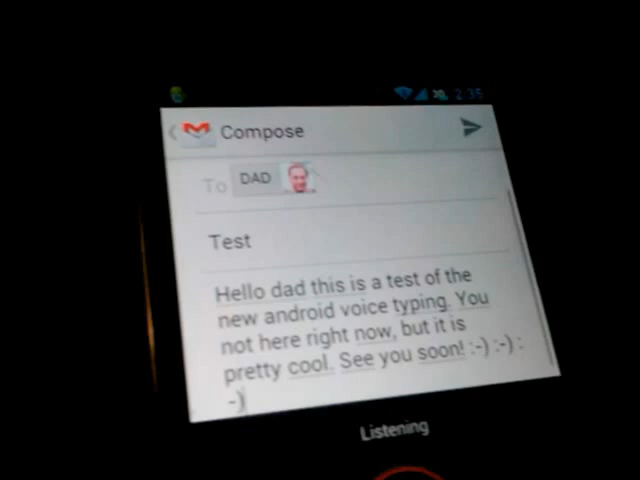 2:35
Compose
To DAD
Test
Hello dad this is a test of the
new android voice typing. You
not here right now, but it is
pretty cool. See you soon! :-) :-) :
-)
Listening